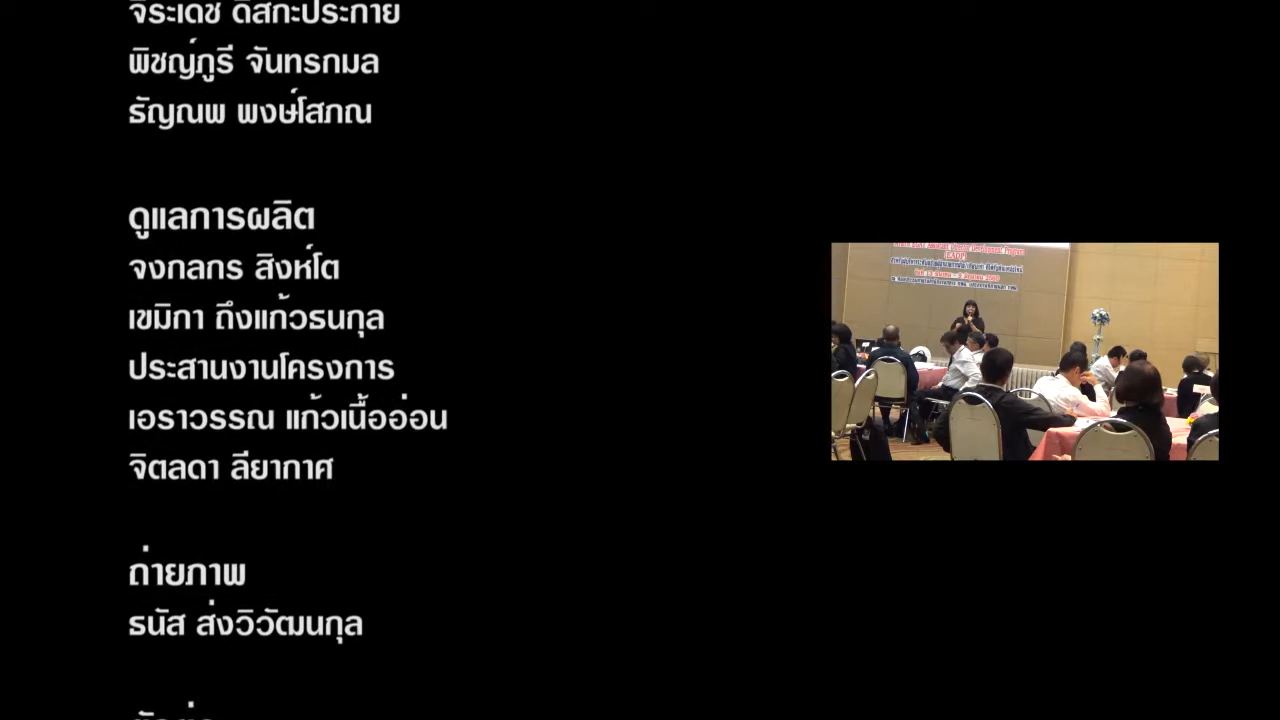 จิระเดช ดิสกะประกาย
พิชญ์ภูรี จันทรกมล
ธัญณพ พงษ์โสภณ
ดูแลการผลิต
จงกลกร สิงห์โต
เขมิกา ถึงแก้วธนกุล
ประสานงานโครงการ
เอราวรรณ แก้วเนื้ออ่อน
จิตลดา ลียากาศ
ถ่ายภาพ
ธนัส ส่งวิวัฒนกุล
(EADP)